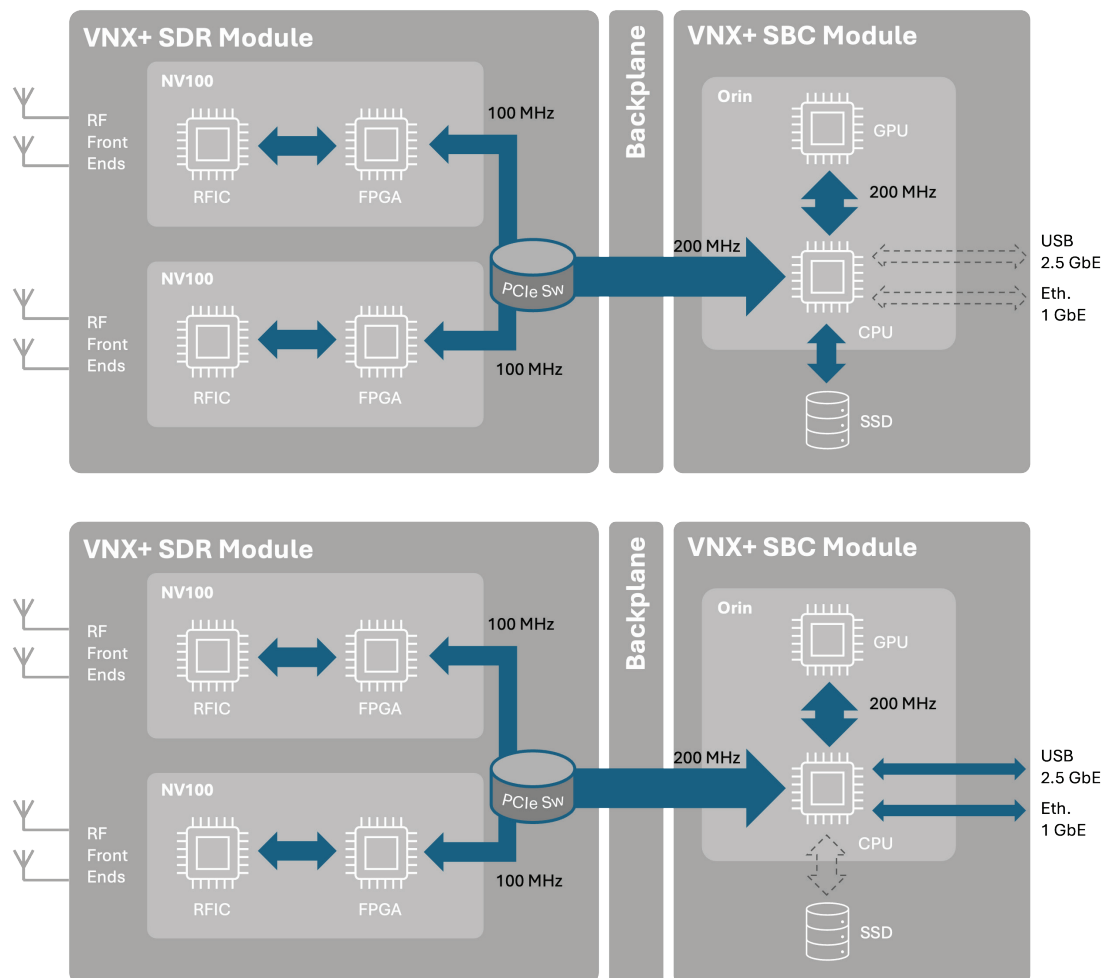 VNX+ SDR Module
NV100
RF
Front
Ends
RFIC
FPGA
100 MHz
NV100
RF
Front
Ends
RFIC
FPGA
100 MHz
PCIe Sw
Backplane
VNX+ SBC Module
Orin
GPU
200 MHz
200 MHz
CPU
SSD
USB
2.5 GbE
Eth.
1 GbE
VNX+ SDR Module
NV100
RF
Front
Ends
RFIC
FPGA
100 MHz
NV100
RF
Front
Ends
RFIC
FPGA
100 MHz
PCIe Sw
Backplane
VNX+ SBC Module
Orin
GPU
200 MHz
200 MHz
CPU
SSD
USB
2.5 GbE
Eth.
1 GbE